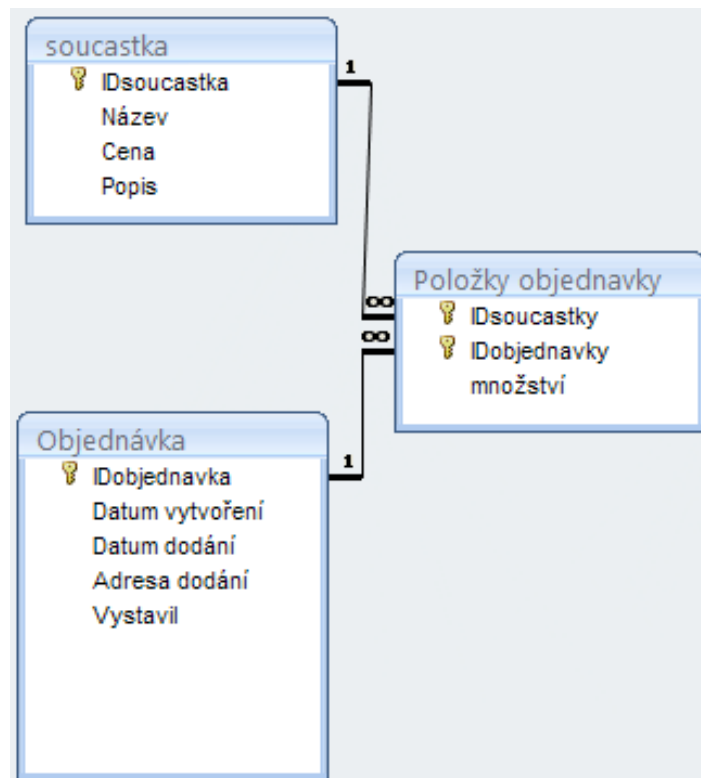 soucastka
IDsoucastka
Název
Cena
Popis
1
Položky objednavky
IDsoucastky
IDobjednavky
množství
∞
∞
Objednávka
IDobjednavka
Datum vytvoření
Datum dodání
Adresa dodání
Vystavil
1